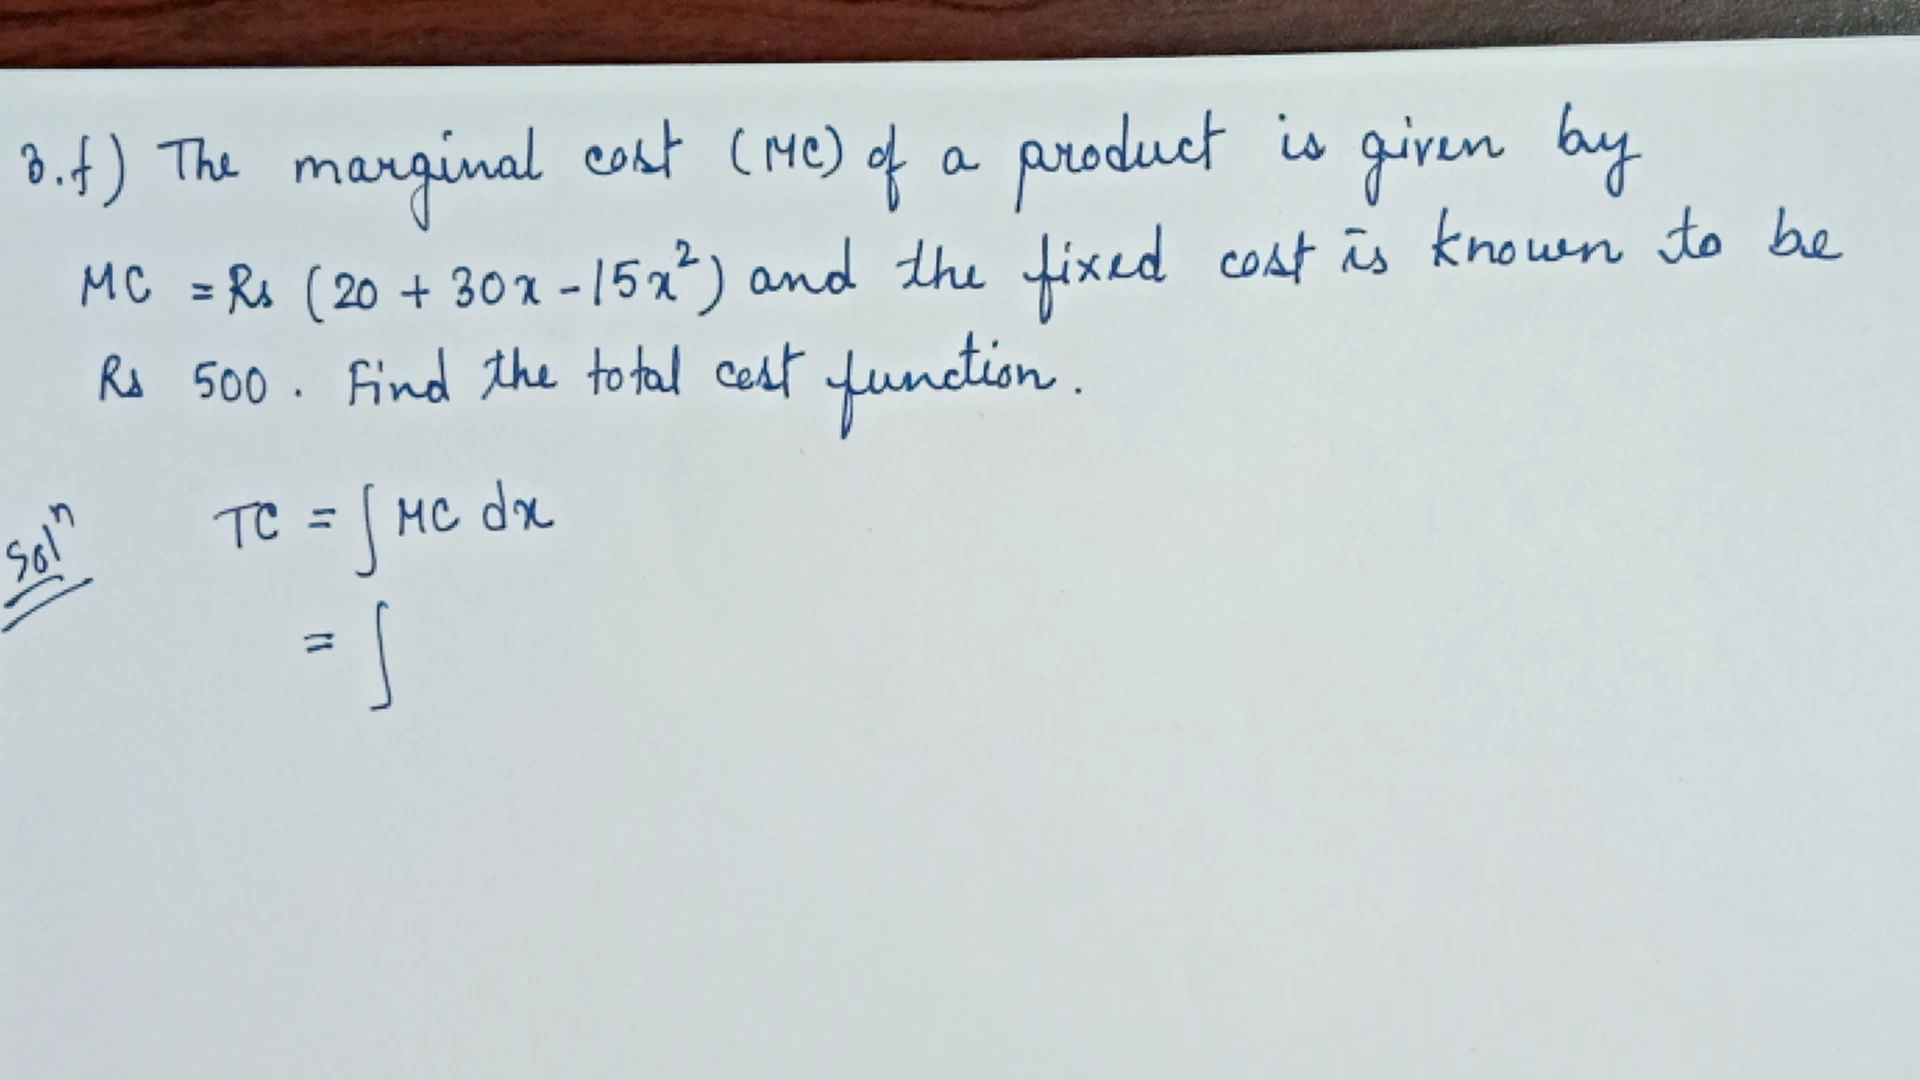 3.f) The marginal cost (MC) of a product is given by
MC = Rs (20 + 30x - 15x²) and the fixed cost is known to be
Rs 500. Find the total cost function.
Solⁿ TC = ∫ MC dx
= ∫